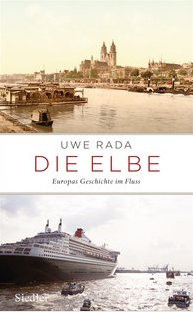 UWE RADA
DIE ELBE
Europas Geschichte im Fluss
Siedler